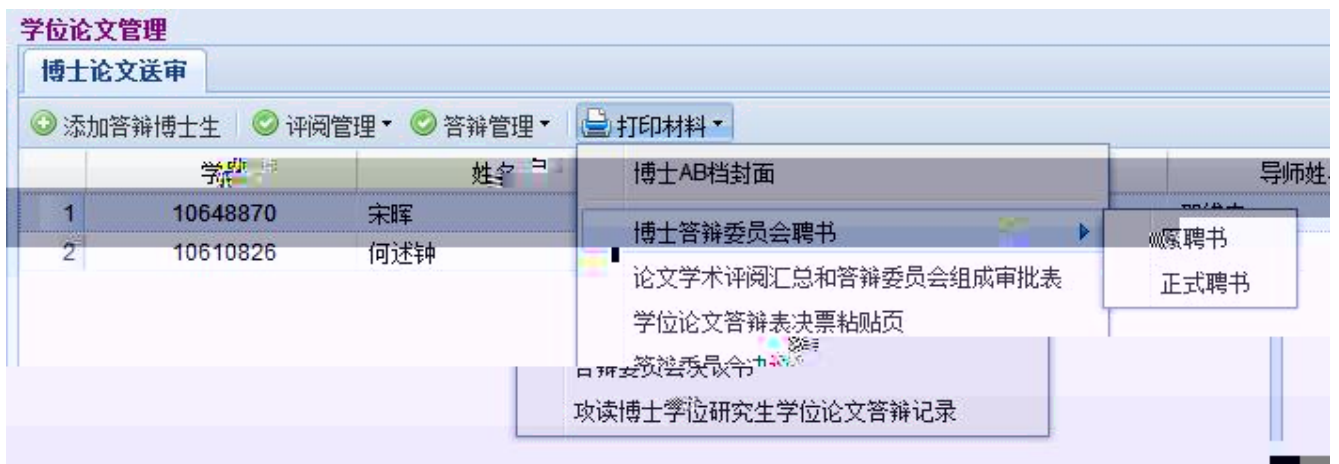 学位论文管理
博士论文送审
添加答辩博士生 评阅管理 答辩管理 打印材料
博士AB档封面 导师姓
1 10648870 宋晖
博士答辩委员会聘书 聘书
2 10610826 何述钟
论文学术评阅汇总和答辩委员会组成审批表 正式聘书
学位论文答辩表决票粘贴页
攻读博士学位研究生学位论文答辩记录